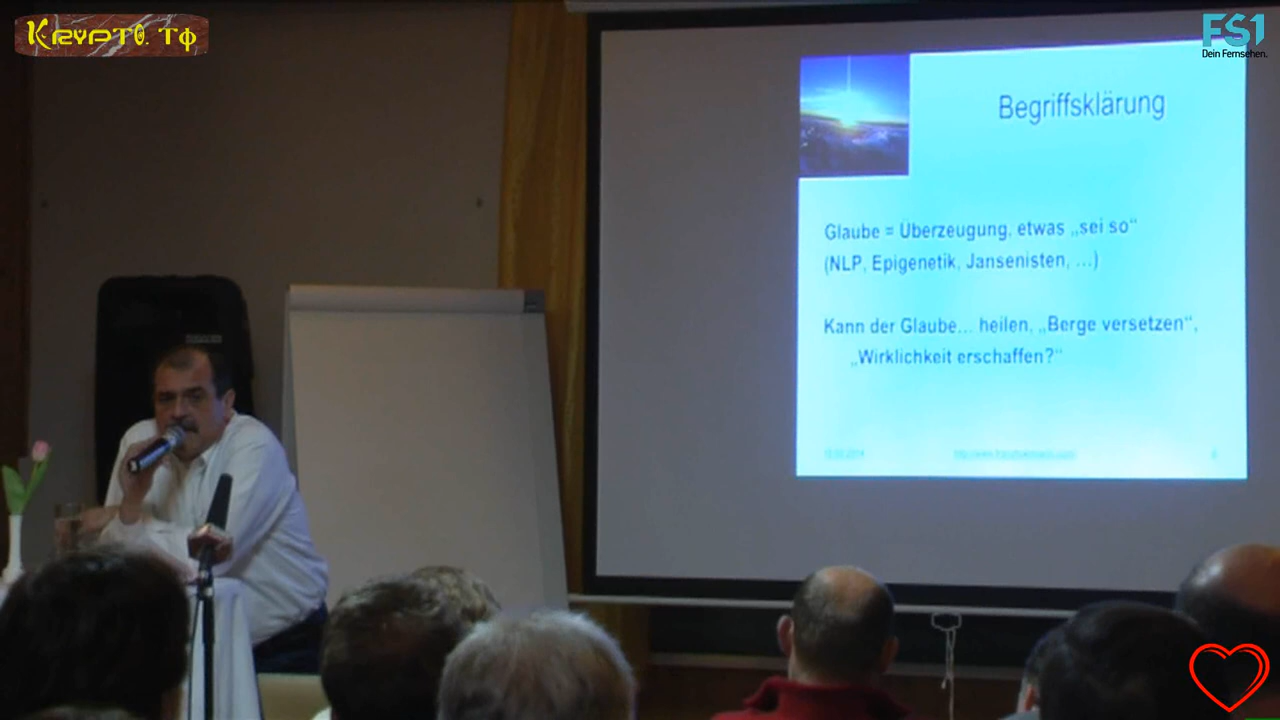 KRYPTO TV
FS1
Dein Fernsehen.
Begriffsklärung
Glaube = Überzeugung, etwas „sei so“
(NLP, Epigenetik, Jansenisten, …)
Kann der Glaube… heilen, „Berge versetzen“,
„Wirklichkeit erschaffen?“